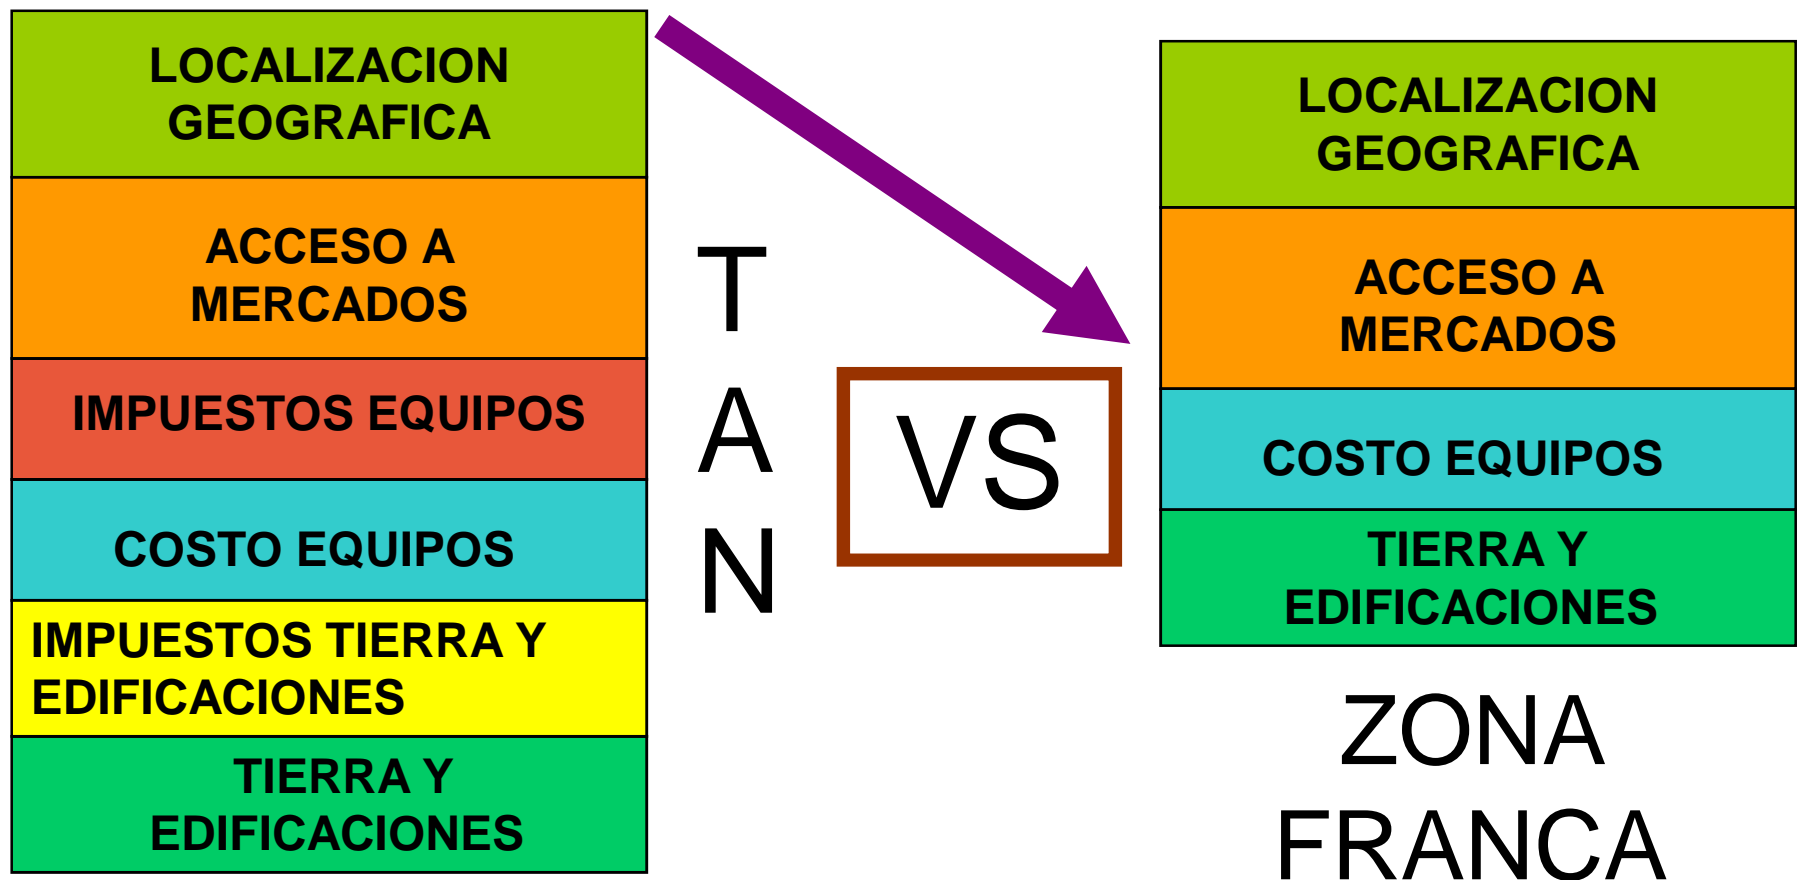 LOCALIZACION
GEOGRAFICA
ACCESO A
MERCADOS
IMPUESTOS EQUIPOS
COSTO EQUIPOS
IMPUESTOS TIERRA Y
EDIFICACIONES
TIERRA Y
EDIFICACIONES
T
A
N
VS
LOCALIZACION
GEOGRAFICA
ACCESO A
MERCADOS
COSTO EQUIPOS
TIERRA Y
EDIFICACIONES
ZONA
FRANCA